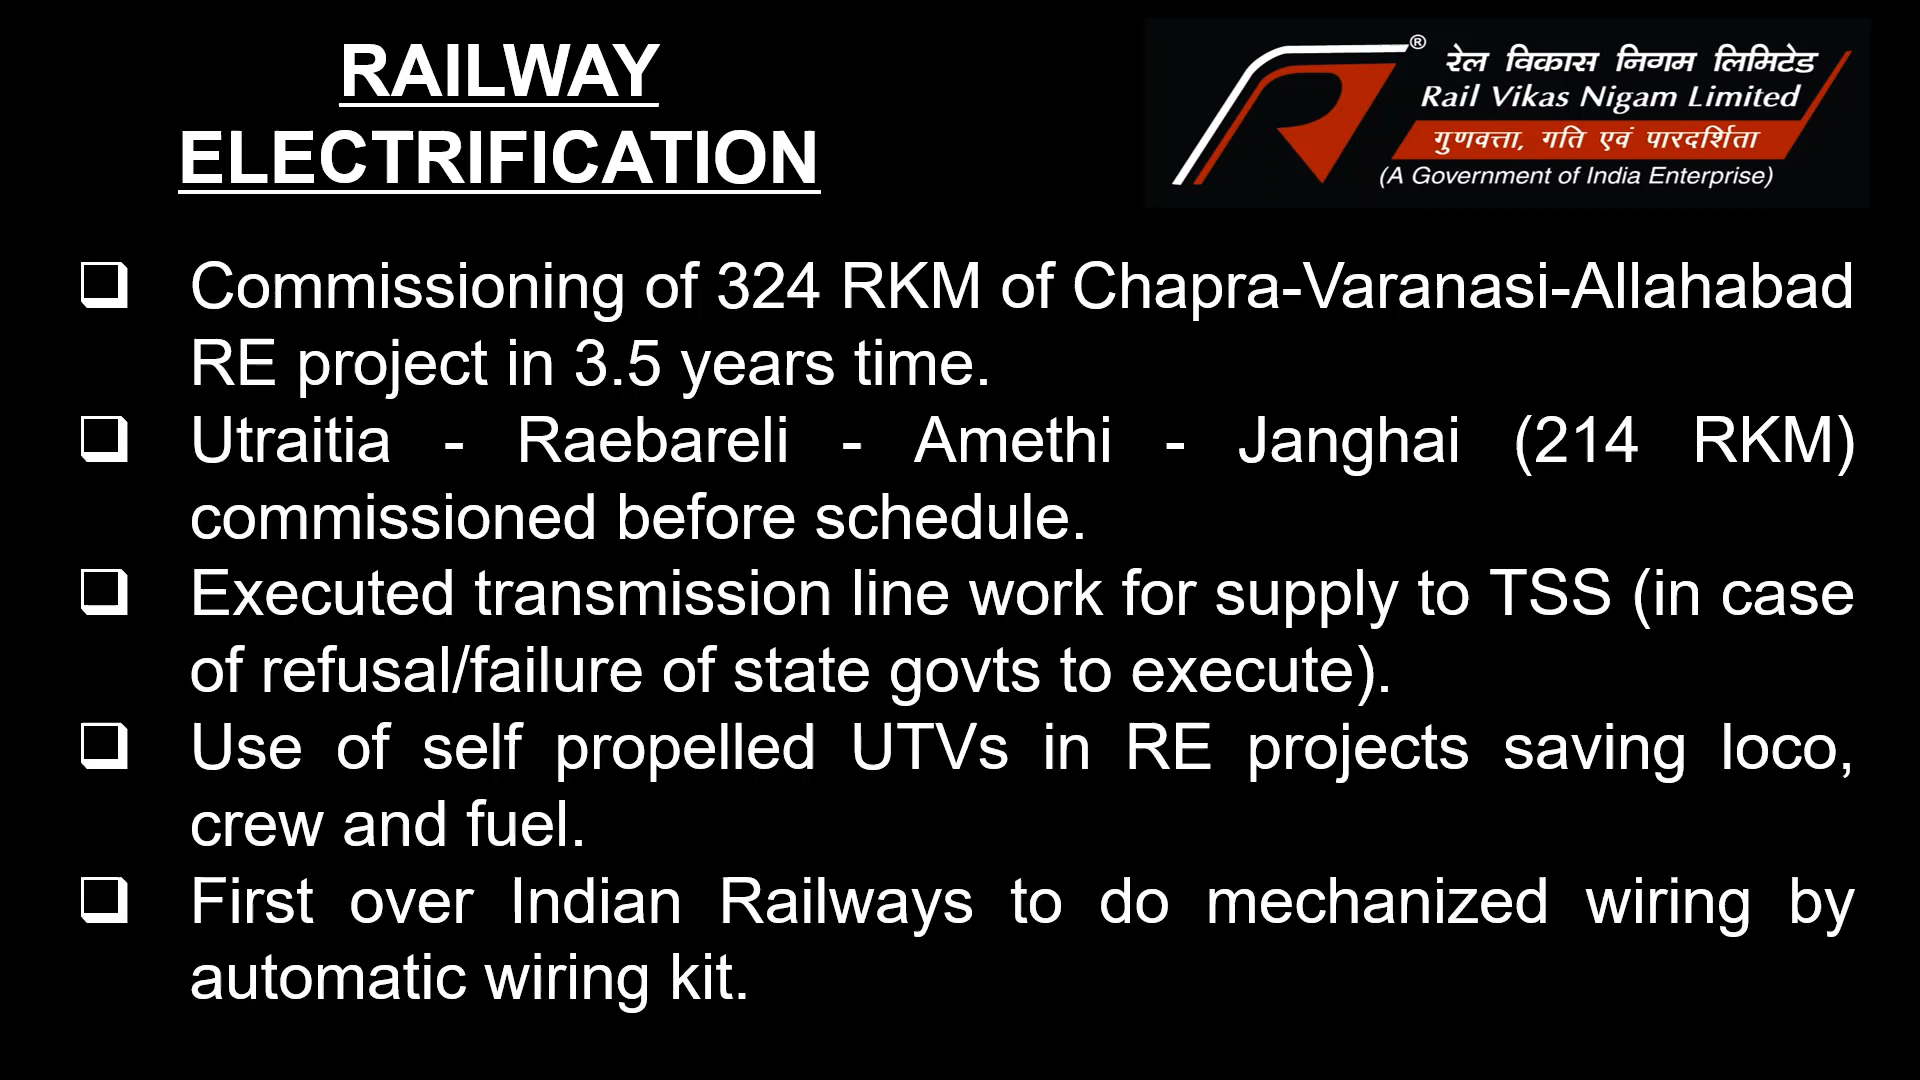 RAILWAY
ELECTRIFICATION
®
रेल विकास निगम लिमिटेड
Rail Vikas Nigam Limited
गुणवत्ता, गति एवं पारदर्शिता
(A Government of India Enterprise)
❑ Commissioning of 324 RKM of Chapra-Varanasi-Allahabad
RE project in 3.5 years time.
❑ Utraitia - Raebareli - Amethi - Janghai (214 RKM)
commissioned before schedule.
❑ Executed transmission line work for supply to TSS (in case
of refusal/failure of state govts to execute).
❑ Use of self propelled UTVs in RE projects saving loco,
crew and fuel.
❑ First over Indian Railways to do mechanized wiring by
automatic wiring kit.